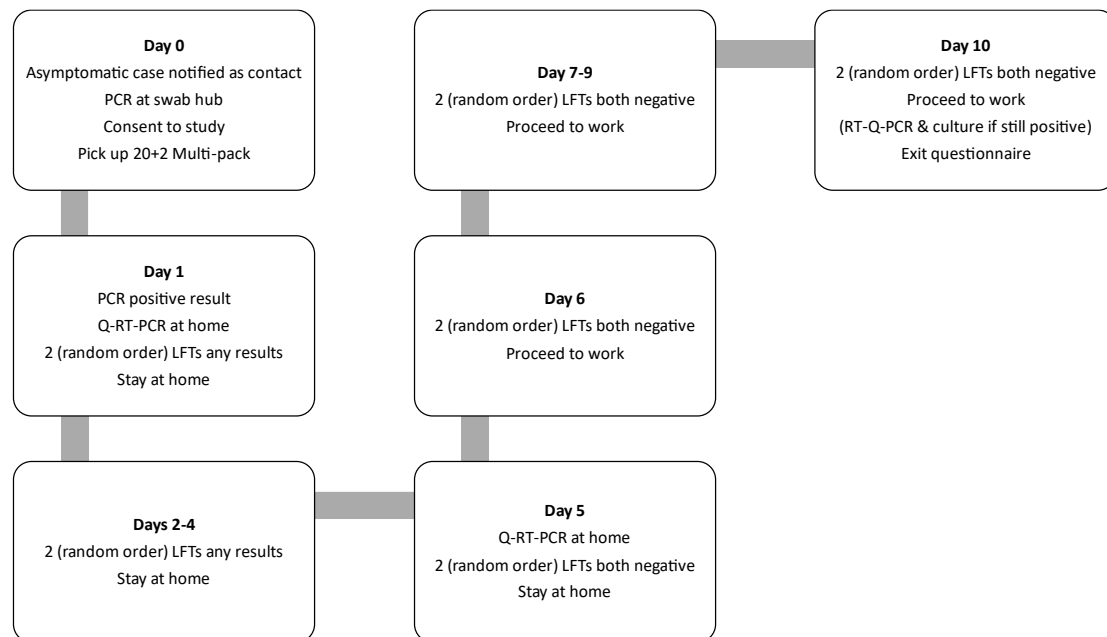 Day 0
Asymptomatic case notified as contact
PCR at swab hub
Consent to study
Pick up 20+2 Multi-pack
Day 1
PCR positive result
Q-RT-PCR at home
2 (random order) LFTs any results
Stay at home
Days 2-4
2 (random order) LFTs any results
Stay at home
Day 5
Q-RT-PCR at home
2 (random order) LFTs both negative
Stay at home
Day 6
2 (random order) LFTs both negative
Proceed to work
Day 7-9
2 (random order) LFTs both negative
Proceed to work
Day 10
2 (random order) LFTs both negative
Proceed to work
(RT-Q-PCR & culture if still positive)
Exit questionnaire